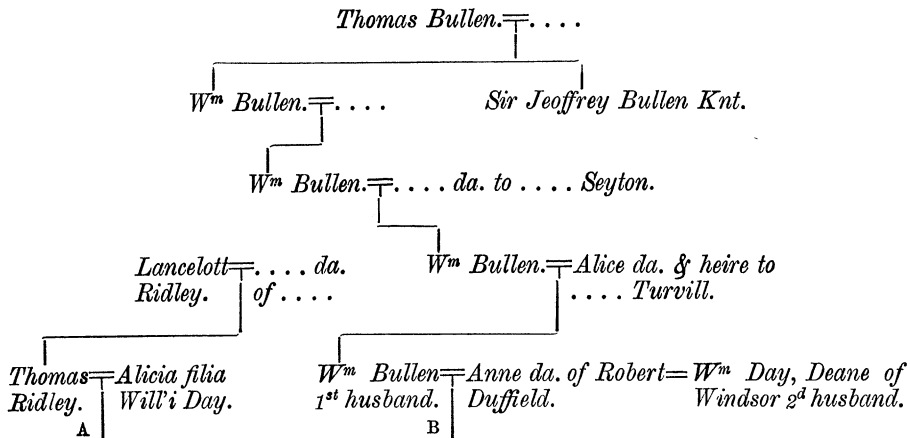 Thomas Bullen. . . . .
Wm Bullen. . . . . Sir Jeoffrey Bullen Knt.
Wm Bullen. . . . . da. to . . . . Seyton.
Lancelott . . . . da. Wm Bullen. Alice da. & heire to
Ridley. of . . . . . . . . Turvill.
Thomas Alicia filia Wm Bullen Anne da. of Robert Wm Day, Deane of
Ridley. Will'i Day. 1st husband. Duffield. Windsor 2d husband.
A B